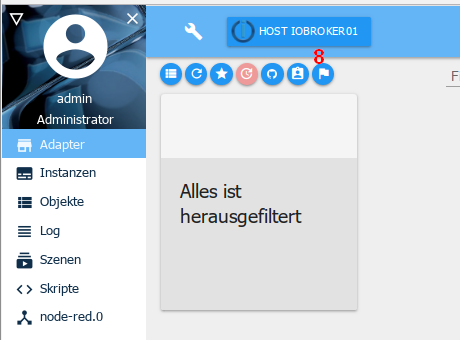 admin
Administrator
Adapter
Instanzen
Objekte
Log
Szenen
Skripte
node-red.0
HOST IOBROKER01
8
F
Alles ist
herausgefiltert